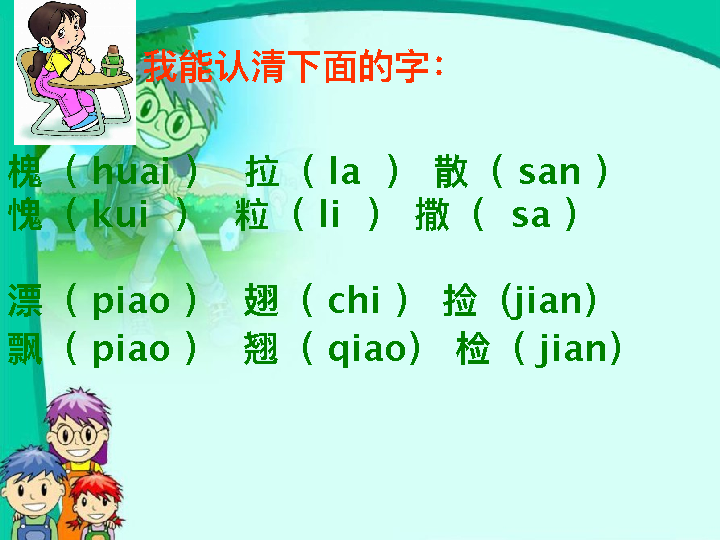 我能认清下面的字：
槐（huai） 拉（la ） 散（san）
愧（kui ） 粒（li ） 撒（ sa）
漂（piao） 翅（chi） 捡（jian）
飘（piao） 翘（qiao） 检（jian）